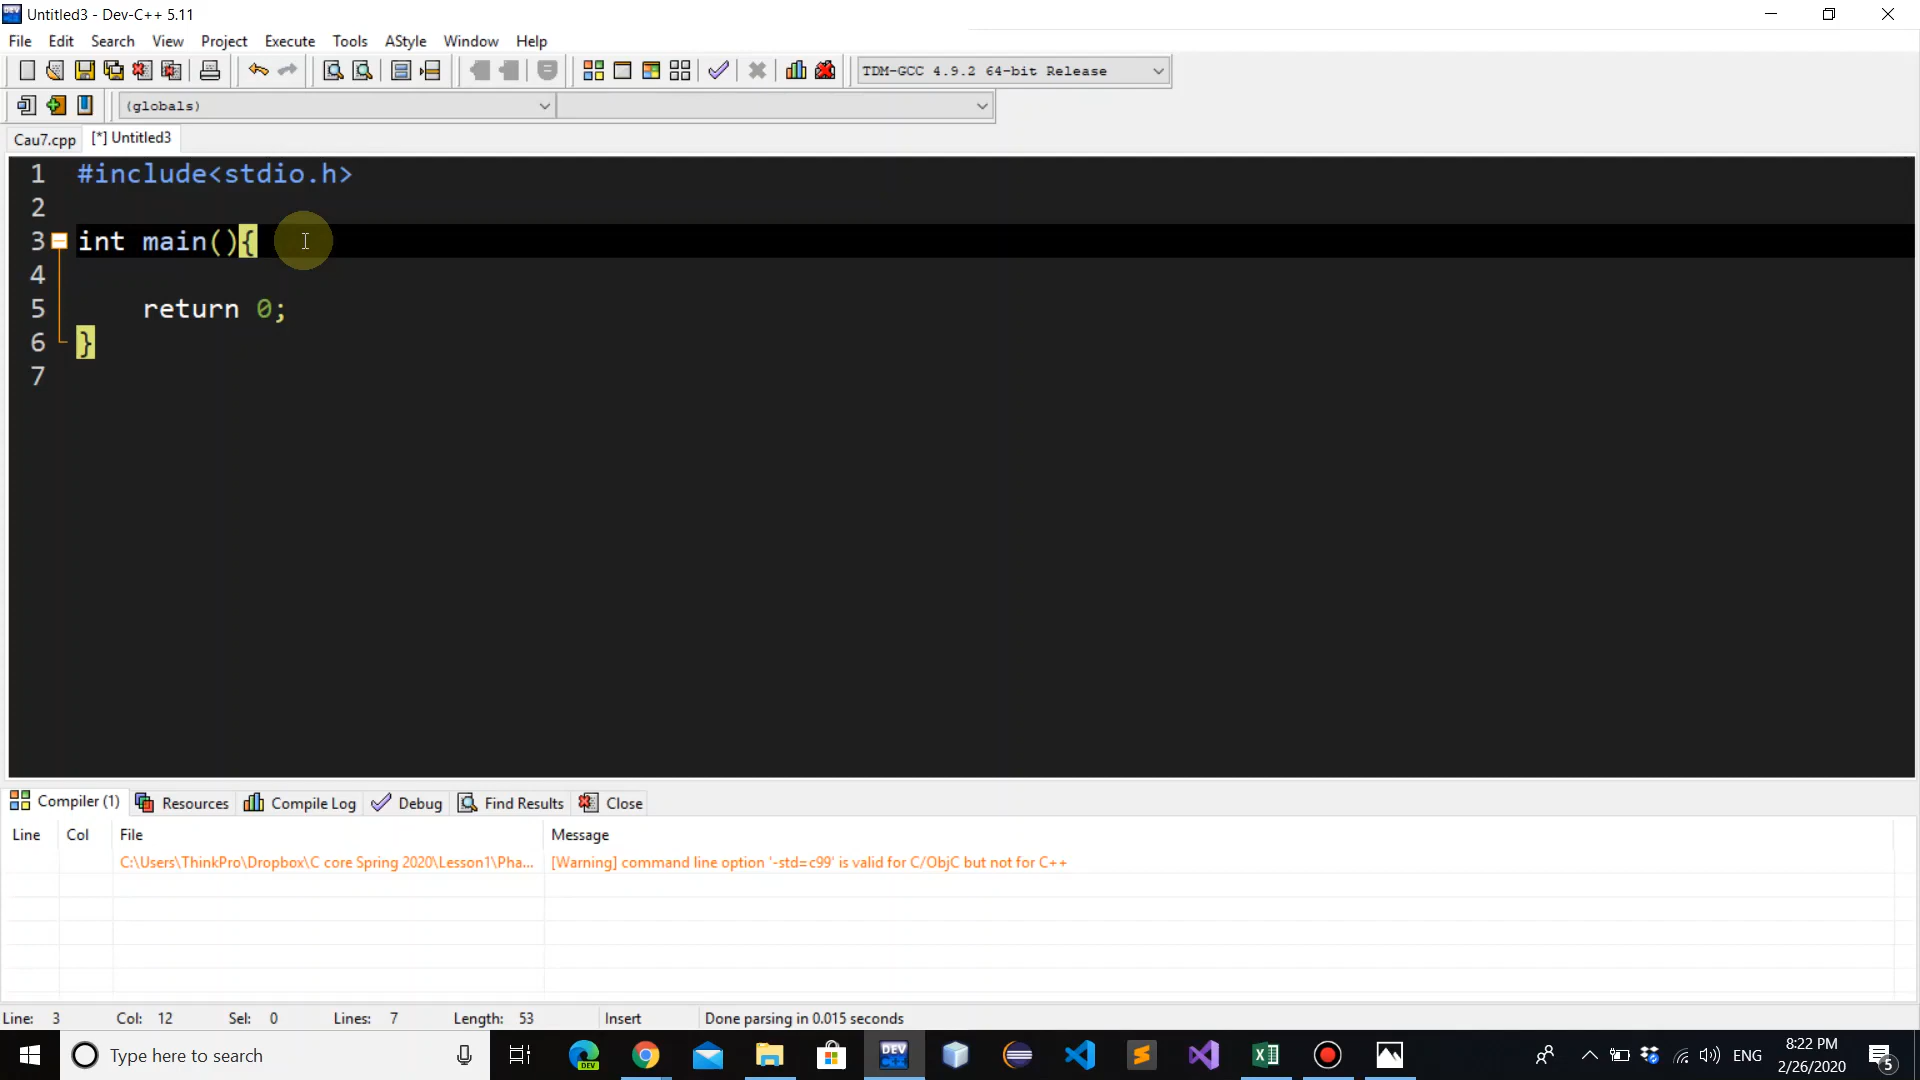 Untitled3 - Dev-C++ 5.11
File Edit Search View Project Execute Tools AStyle Window Help
TDM-GCC 4.9.2 64-bit Release
(globals)
Cau7.cpp [*] Untitled3
1 #include<stdio.h>
2
3 int main(){
4
5 return 0;
6 }
7
Compiler (1) Resources Compile Log Debug Find Results Close
Line Col File Message
C:\Users\ThinkPro\Dropbox\C core Spring 2020\Lesson1\Pha... [Warning] command line option '-std=c99' is valid for C/ObjC but not for C++
Line: 3 Col: 12 Sel: 0 Lines: 7 Length: 53 Insert Done parsing in 0.015 seconds
Type here to search DEV DEV ENG 8:22 PM
2/26/2020 5